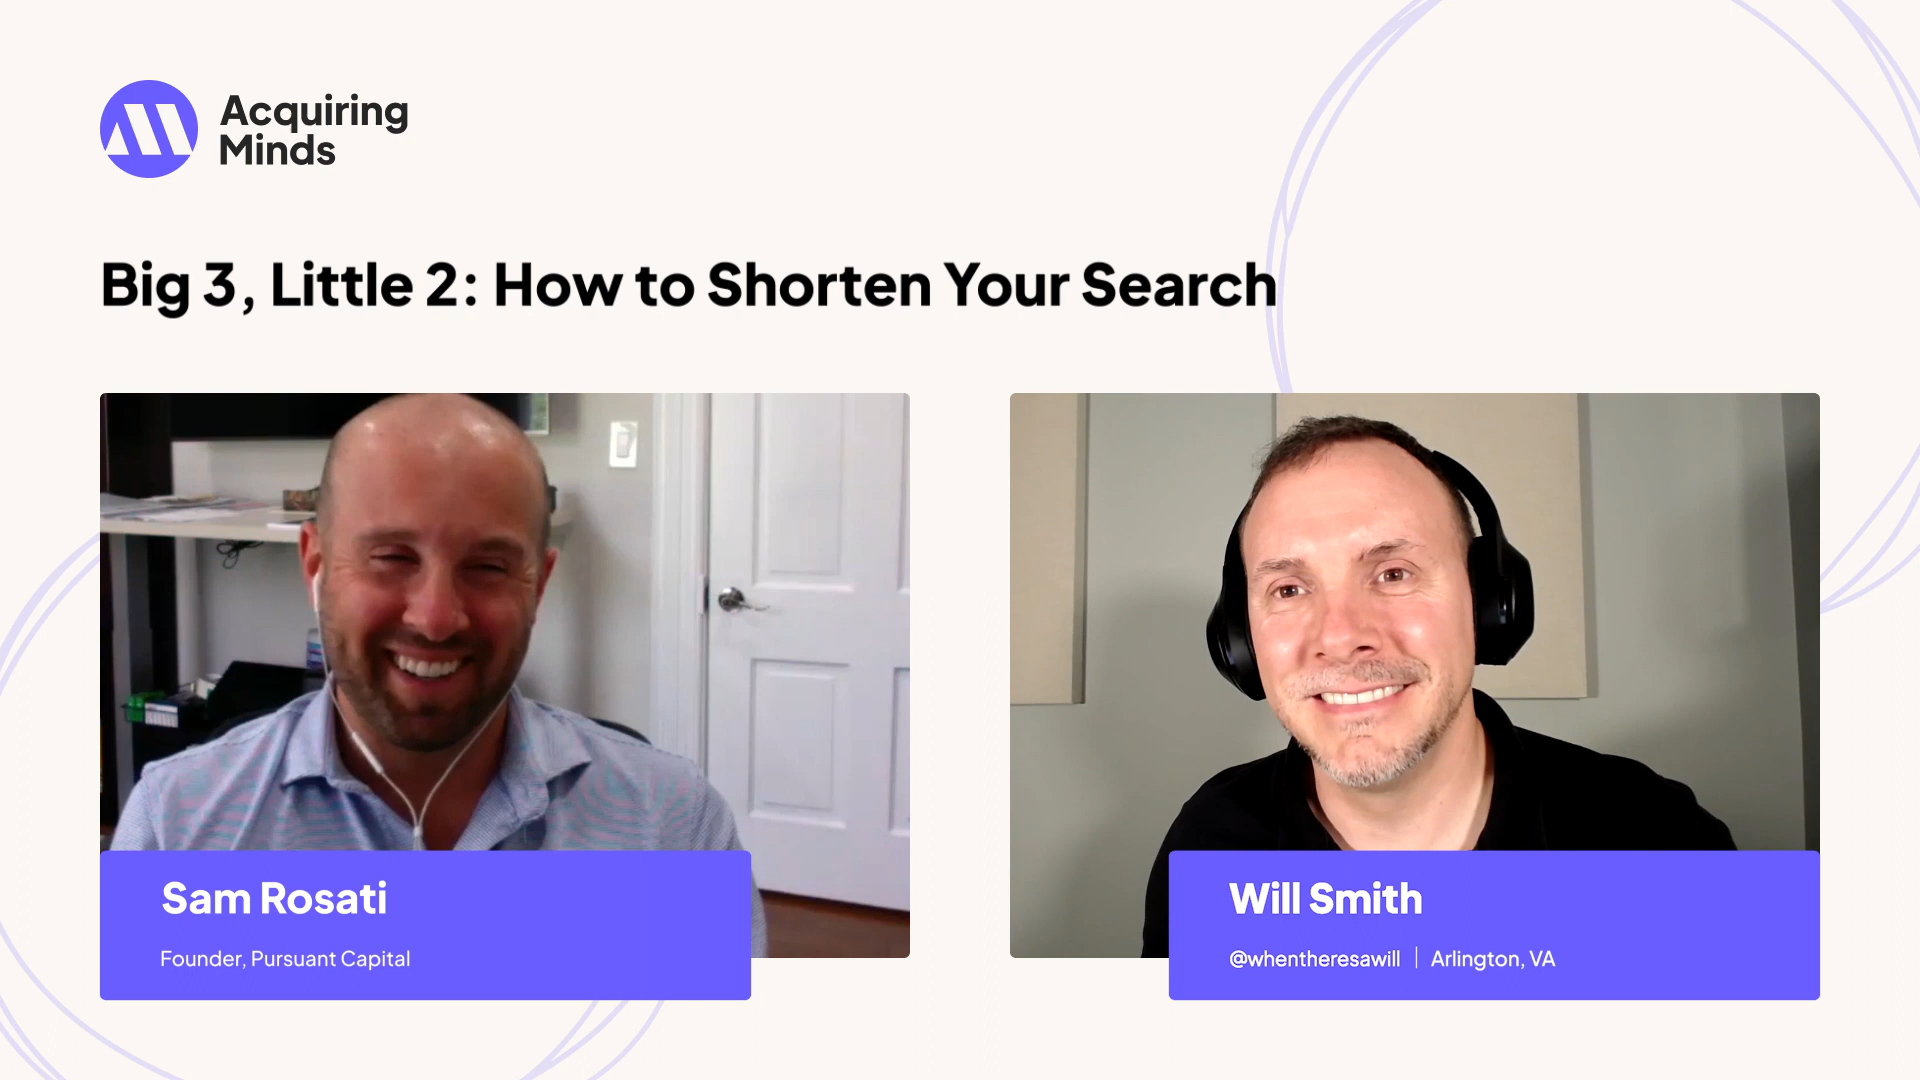 Acquiring
Minds
Big 3, Little 2: How to Shorten Your Search
Sam Rosati
Founder, Pursuant Capital
Will Smith
@whentheresawill | Arlington, VA